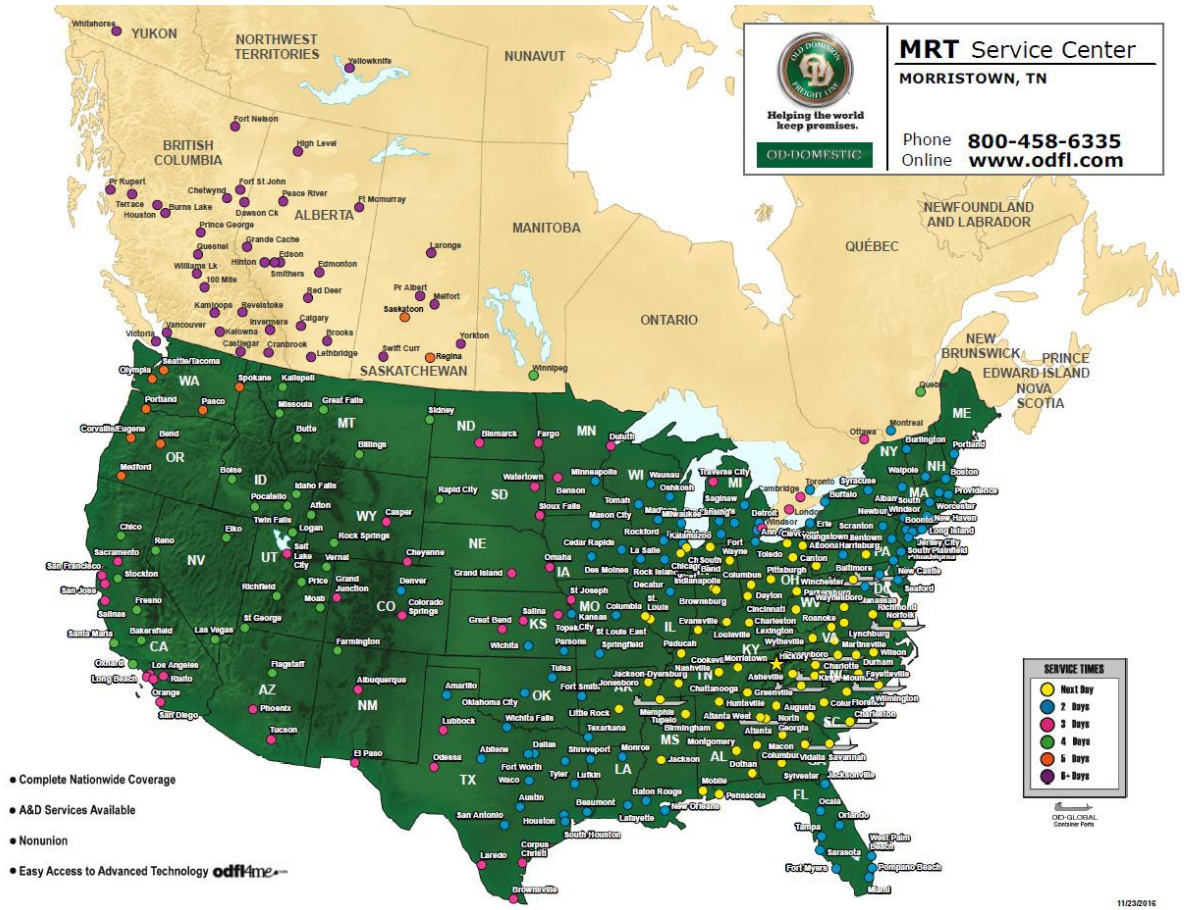 Whitehorse
YUKON
NORTHWEST
TERRITORIES
Yellowknife
NUNAVUT
OLD DOMINION
FREIGHT LINE
Helping the world
keep promises.
OD·DOMESTIC
MRT Service Center
MORRISTOWN, TN
Phone 800-458-6335
Online www.odfl.com
Fort Nelson
High Level
BRITISH
COLUMBIA
Pr Rupert
Terrace
Houston
Burns Lake
Chetwynd
Fort St John
Dawson Ck
Peace River
ALBERTA
Ft Mcmurray
Prince George
Quesnel
Grande Cache
Williams Lk
Hinton
Edson
Smithers
100 Mile
Edmonton
Red Deer
Laronge
Pr Albert
Melfort
Saskatoon
MANITOBA
ONTARIO
QUÉBEC
NEWFOUNDLAND
AND LABRADOR
NEW
BRUNSWICK
PRINCE
EDWARD ISLAND
NOVA
SCOTIA
Kamloops
Revelstoke
Vancouver
Victoria
Kelowna
Invermere
Calgary
Castlegar
Cranbrook
Brooks
Lethbridge
Swift Curr
Yorkton
Regina
SASKATCHEWAN
Winnipeg
Quebec
Montreal
Ottawa
Toronto
Cambridge
London
Windsor
Seattle/Tacoma
Olympia
WA
Spokane
Kalispell
Portland
Pasco
Missoula
Great Falls
Butte
MT
Billings
Corvallis/Eugene
Bend
OR
Medford
Boise
ID
Idaho Falls
Pocatello
Afton
Twin Falls
Logan
Rock Springs
WY
Casper
Cheyenne
Chico
Sacramento
Reno
Elko
NV
San Francisco
Stockton
San Jose
Salinas
Fresno
Santa Maria
Bakersfield
CA
Las Vegas
Oxnard
Los Angeles
Long Beach
Rialto
Orange
San Diego
UT
Salt
Lake
City
Vernal
Richfield
Price
Moab
Grand
Junction
St George
Flagstaff
AZ
Phoenix
Tucson
Denver
CO
Colorado
Springs
Farmington
Albuquerque
NM
El Paso
Sidney
ND
Bismarck
Fargo
Rapid City
SD
Watertown
Sioux Falls
MN
Duluth
Minneapolis
Benson
NE
Grand Island
Omaha
IA
Mason City
Cedar Rapids
Des Moines
WI
Wausau
Oshkosh
Tomah
Milwaukee
Rockford
La Salle
Rock Island
Decatur
Traverse City
MI
Saginaw
Kalamazoo
Detroit
Great Bend
Salina
KS
Wichita
St Joseph
MO
Kansas
City
Columbia
St.
Louis
St Louis East
Parsons
Springfield
IL
Tulsa
OK
Oklahoma City
Fort Smith
Amarillo
Lubbock
Wichita Falls
Odessa
Abilene
TX
Dallas
Fort Worth
Waco
Tyler
Lufkin
Austin
San Antonio
Houston
Beaumont
South Houston
Laredo
Corpus
Christi
Brownsville
Texarkana
Shreveport
Monroe
LA
Baton Rouge
Lafayette
New Orleans
Little Rock
Jonesboro
Jackson-Dyersburg
Memphis
Tupelo
MS
Jackson
Birmingham
Montgomery
AL
Mobile
Dothan
Pensacola
Huntsville
Chattanooga
Nashville
Paducah
KY
Louisville
Lexington
Evansville
Indianapolis
Brownsburg
South
Bend
Fort
Wayne
Toledo
OH
Columbus
Dayton
Cincinnati
Canton
Youngstown
Pittsburgh
Altoona
Harrisburg
Erie
Buffalo
Syracuse
NY
Scranton
PA
Burlington
ME
Portland
NH
Walpole
Boston
MA
Providence
Worcester
New Haven
Long Island
Jersey City
South Plainfield
New Castle
Seaford
Baltimore
DC
Winchester
Parkersburg
Waynesboro
Charleston
Richmond
Norfolk
Roanoke
Wytheville
VA
Lynchburg
Martinsville
Wilson
Durham
Fayetteville
Charlotte
Hickory
Morristown
Asheville
Greenville
Wilmington
Florence
Charleston
SC
Augusta
Atlanta West
Atlanta
North
Georgia
Macon
Vidalia
Savannah
Sylvester
Jacksonville
FL
Ocala
Orlando
Tampa
Sarasota
Fort Myers
West Palm
Beach
Pompano Beach
Miami
SERVICE TIMES
Next Day
2 Days
3 Days
4 Days
5 Days
6+ Days
OD-GLOBAL
Container Ports
• Complete Nationwide Coverage
• A&D Services Available
• Nonunion
• Easy Access to Advanced Technology odfl4me
11/23/2016